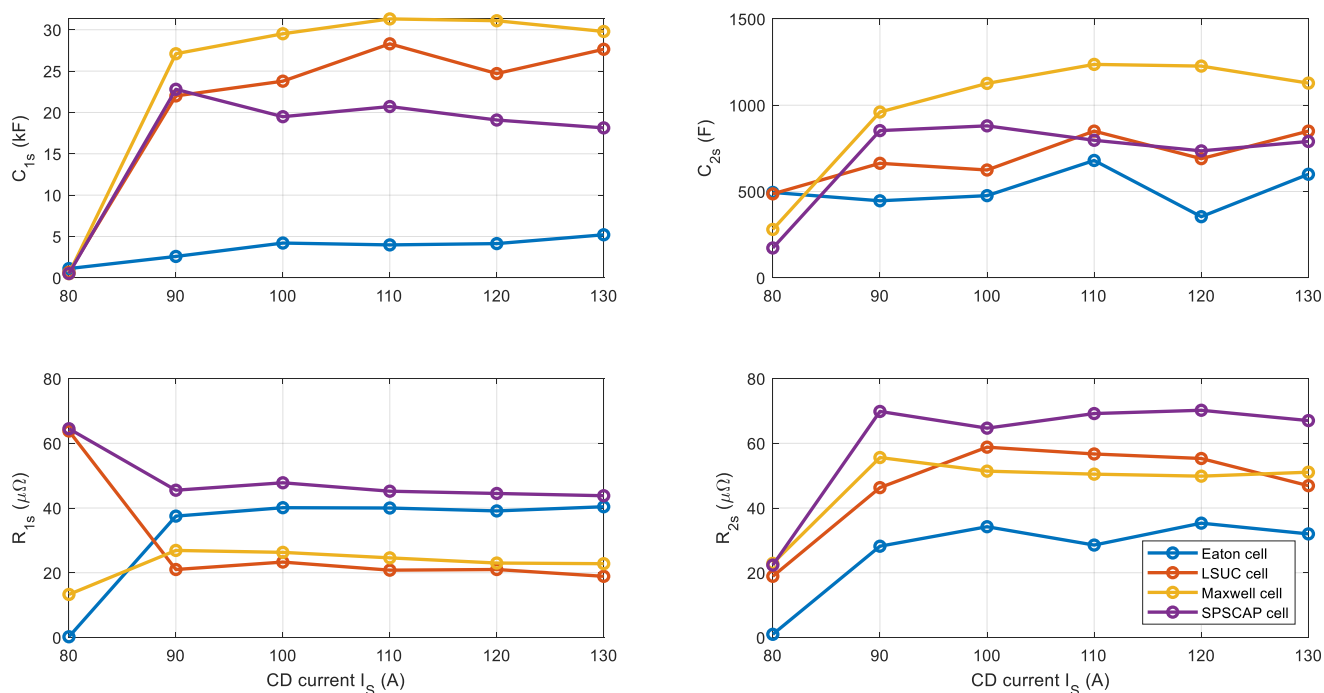 C1s (kF)
30
25
20
15
10
5
0
80 90 100 110 120 130
C2s (F)
1500
1000
500
0
80 90 100 110 120 130
R1s (μΩ)
80
60
40
20
0
80 90 100 110 120 130
CD current IS (A)
R2s (μΩ)
80
60
40
20
0
80 90 100 110 120 130
CD current IS (A)
Eaton cell
LSUC cell
Maxwell cell
SPSCAP cell